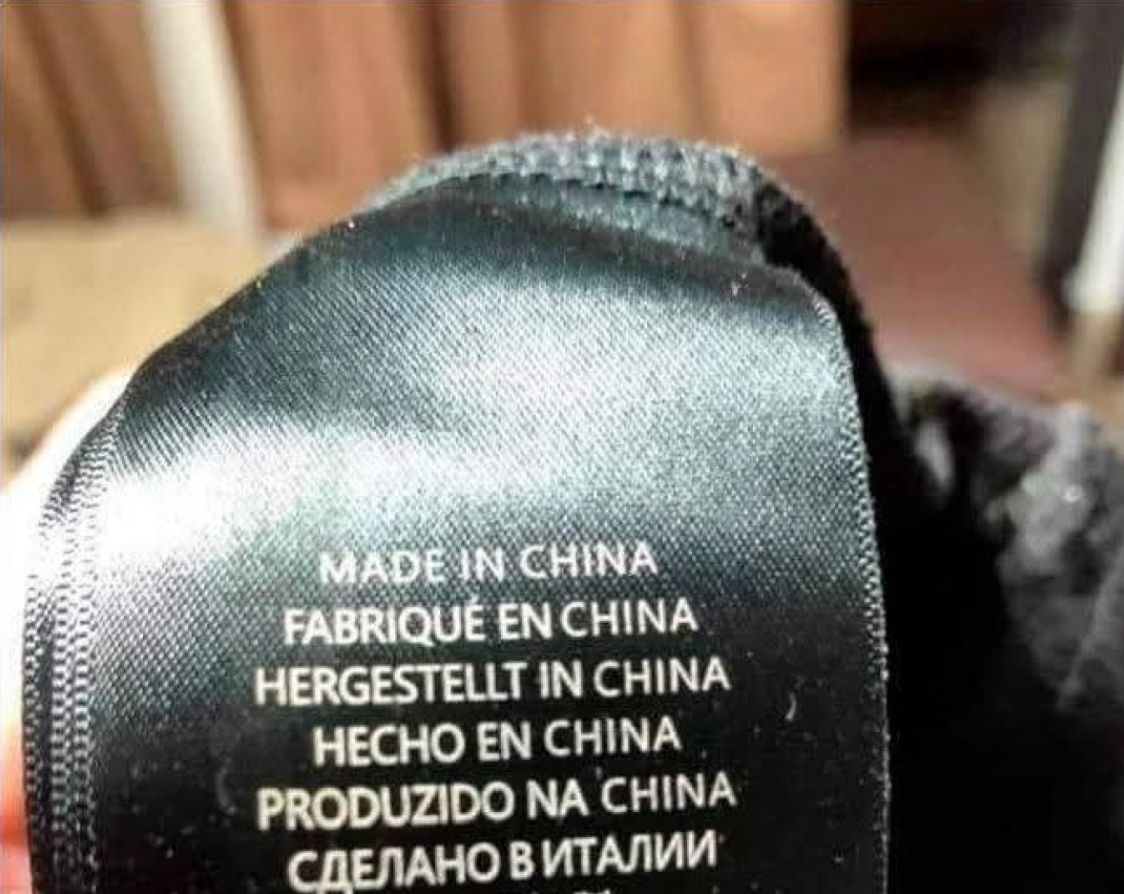 MADE IN CHINA
FABRIQUÉ EN CHINA
HERGESTELLT IN CHINA
HECHO EN CHINA
PRODUZIDO NA CHINA
СДЕЛАНО В ИТАЛИИ